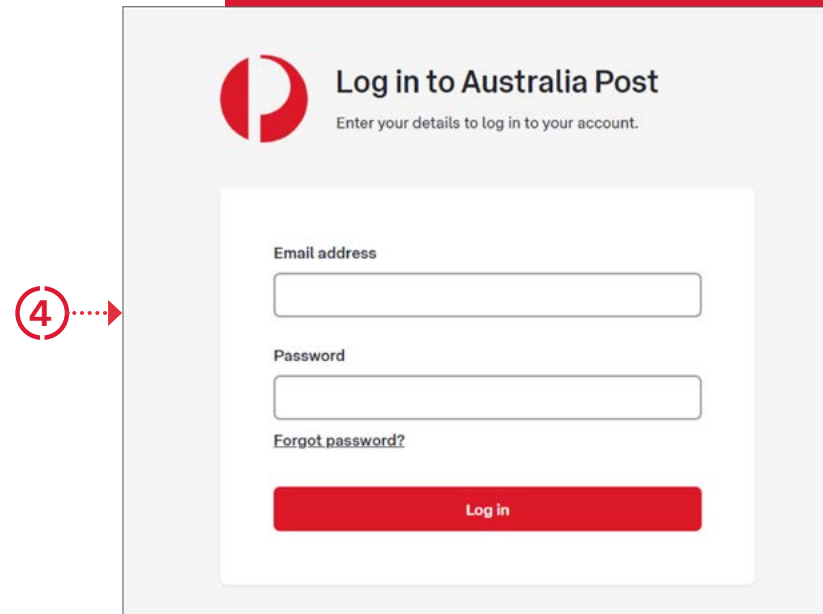 Log in to Australia Post
Enter your details to log in to your account.
Email address
4
Password
Forgot password?
Log in